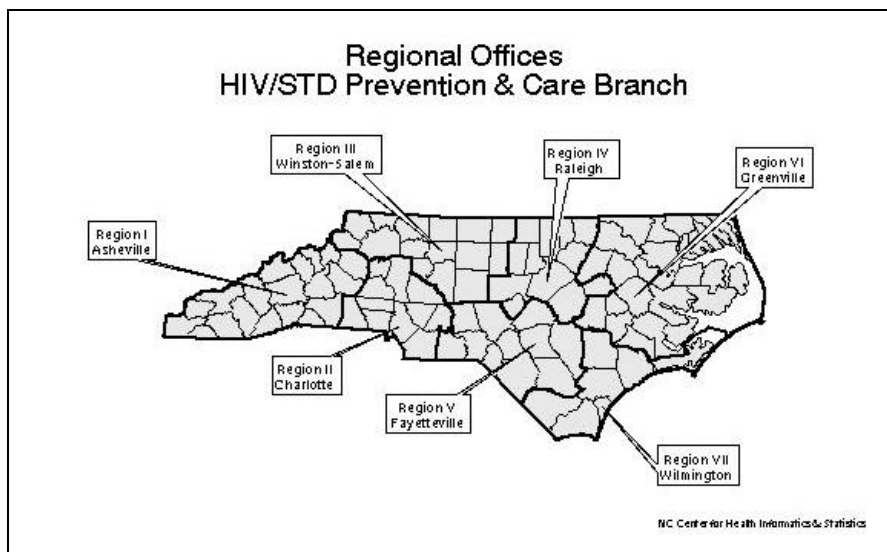 Regional Offices
HIV/STD Prevention & Care Branch
Region III
Winston-Salem
Region IV
Raleigh
Region VI
Greenville
Region I
Asheville
Region II
Charlotte
Region V
Fayetteville
Region VII
Wilmington
NC Center for Health Informatics & Statistics